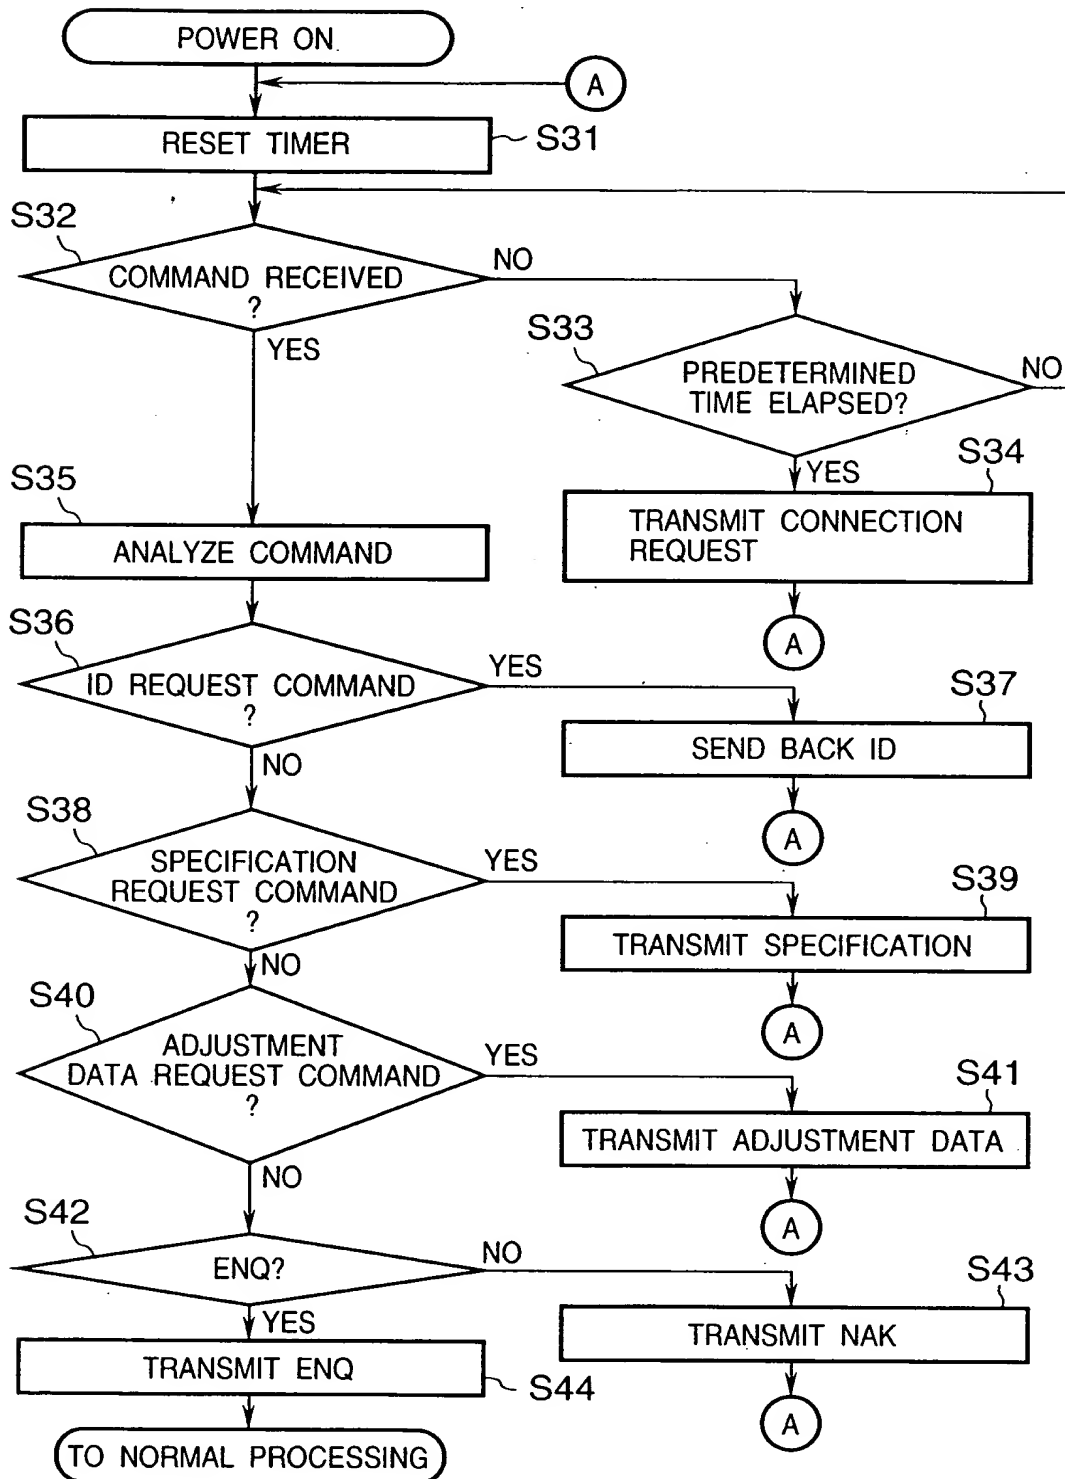 POWER ON
A
RESET TIMER
S31
S32
COMMAND RECEIVED
?
NO
YES
S33
PREDETERMINED
TIME ELAPSED?
NO
YES
S34
TRANSMIT CONNECTION
REQUEST
A
S35
ANALYZE COMMAND
S36
ID REQUEST COMMAND
?
YES
NO
S37
SEND BACK ID
A
S38
SPECIFICATION
REQUEST COMMAND
?
YES
NO
S39
TRANSMIT SPECIFICATION
A
S40
ADJUSTMENT
DATA REQUEST COMMAND
?
YES
NO
S41
TRANSMIT ADJUSTMENT DATA
A
S42
ENQ?
NO
YES
S43
TRANSMIT NAK
A
TRANSMIT ENQ
S44
TO NORMAL PROCESSING